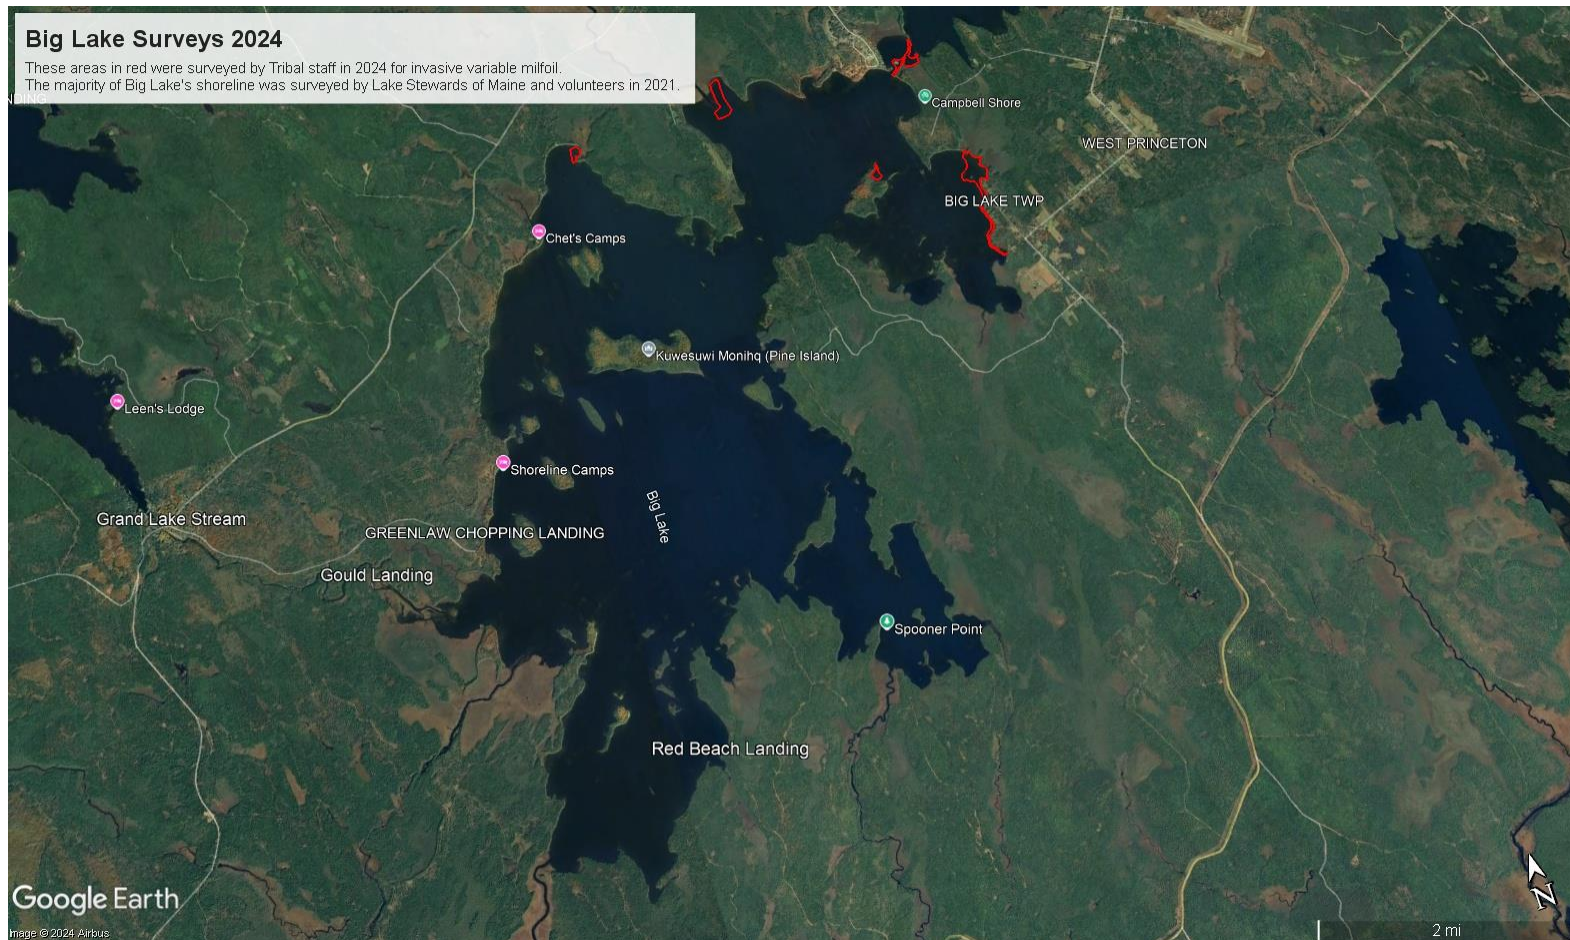 Big Lake Surveys 2024
These areas in red were surveyed by Tribal staff in 2024 for invasive variable milfoil.
The majority of Big Lake's shoreline was surveyed by Lake Stewards of Maine and volunteers in 2021.
Campbell Shore
WEST PRINCETON
BIG LAKE TWP
Chet's Camps
Kuwesuwi Monihq (Pine Island)
Leen's Lodge
Shoreline Camps
Big Lake
Grand Lake Stream
GREENLAW CHOPPING LANDING
Gould Landing
Spooner Point
Red Beach Landing
Google Earth
Image © 2024 Airbus
N
2 mi